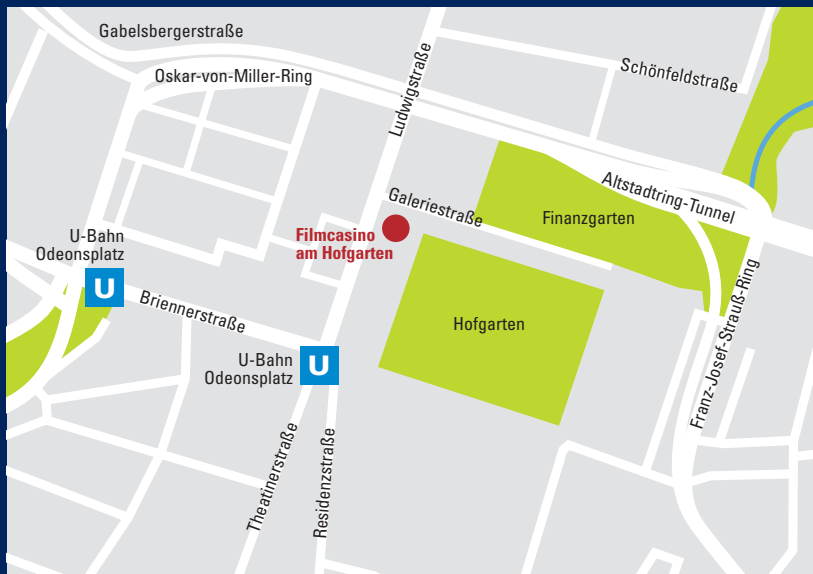 Gabelsbergerstraße
Oskar-von-Miller-Ring
Ludwigstraße
Schönfeldstraße
Altstadtring-Tunnel
Galeriestraße
Finanzgarten
Filmcasino
am Hofgarten
U-Bahn
Odeonsplatz
U
Briennerstraße
Hofgarten
Franz-Josef-Strauß-Ring
U-Bahn
Odeonsplatz
U
Theatinerstraße
Residenzstraße